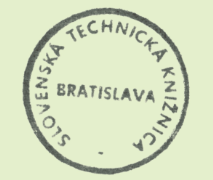 SLOVENSKÁ TECHNICKÁ KNIŽNICA
BRATISLAVA